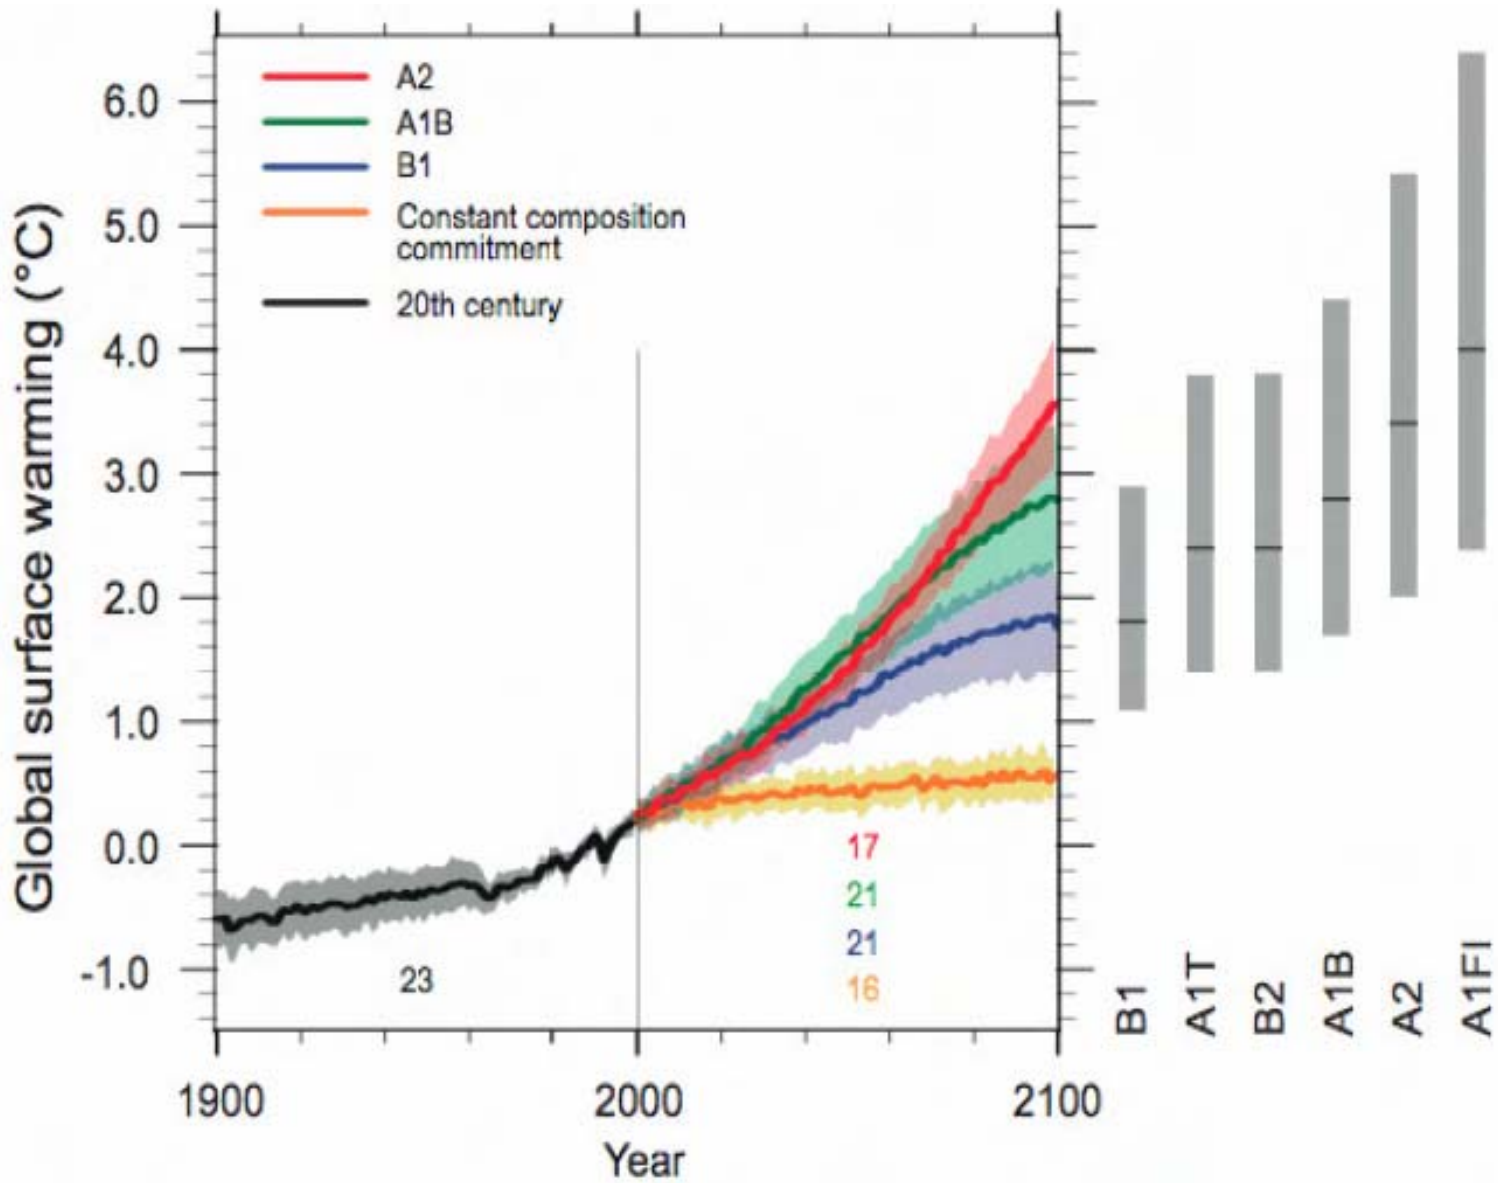 A2
A1B
B1
Constant composition
commitment
20th century
6.0
5.0
4.0
3.0
2.0
1.0
0.0
-1.0
Global surface warming (°C)
17
21
21
16
23
1900
2000
2100
Year
B1
A1T
B2
A1B
A2
A1FI